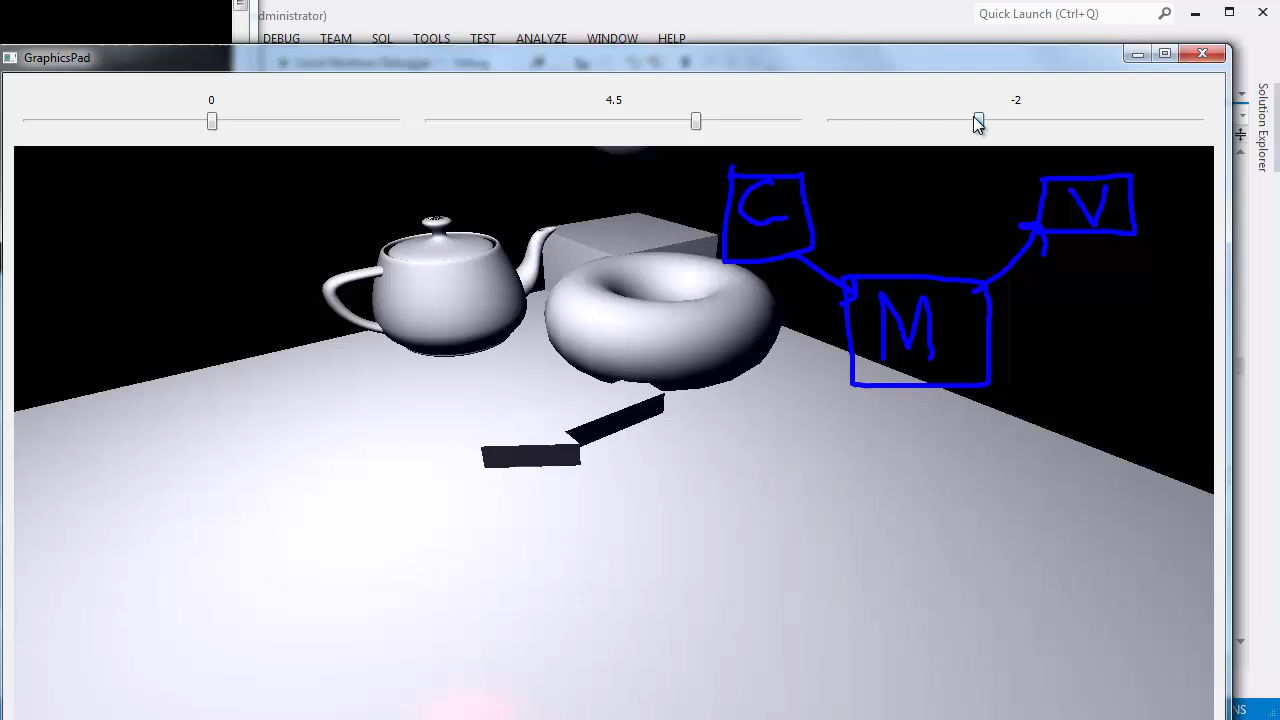 dministrator)
Quick Launch (Ctrl+Q)
DEBUG TEAM SQL TOOLS TEST ANALYZE WINDOW HELP
GraphicsPad
0 4.5 -2
Solution Explorer
C V
M
NS